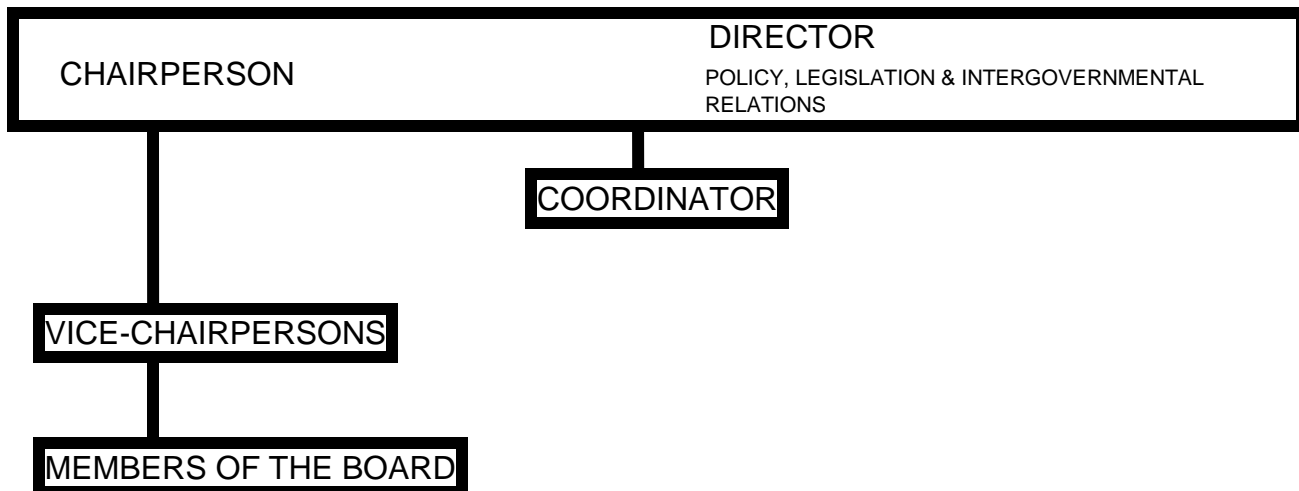 CHAIRPERSON
DIRECTOR
POLICY, LEGISLATION & INTERGOVERNMENTAL
RELATIONS
COORDINATOR
VICE-CHAIRPERSONS
MEMBERS OF THE BOARD